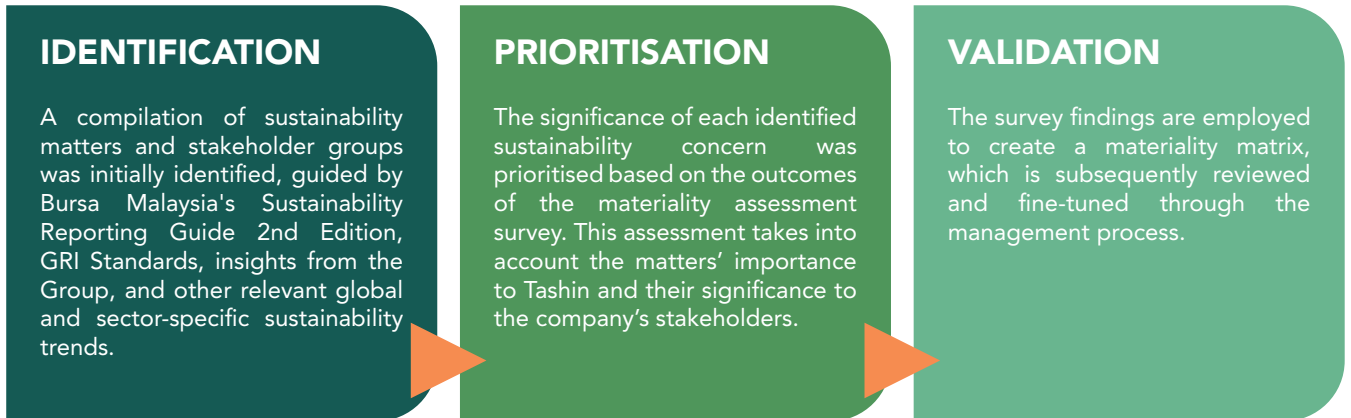 IDENTIFICATION
A compilation of sustainability
matters and stakeholder groups
was initially identified, guided by
Bursa Malaysia's Sustainability
Reporting Guide 2nd Edition,
GRI Standards, insights from the
Group, and other relevant global
and sector-specific sustainability
trends.
PRIORITISATION
The significance of each identified
sustainability concern was
prioritised based on the outcomes
of the materiality assessment
survey. This assessment takes into
account the matters’ importance
to Tashin and their significance to
the company’s stakeholders.
VALIDATION
The survey findings are employed
to create a materiality matrix,
which is subsequently reviewed
and fine-tuned through the
management process.